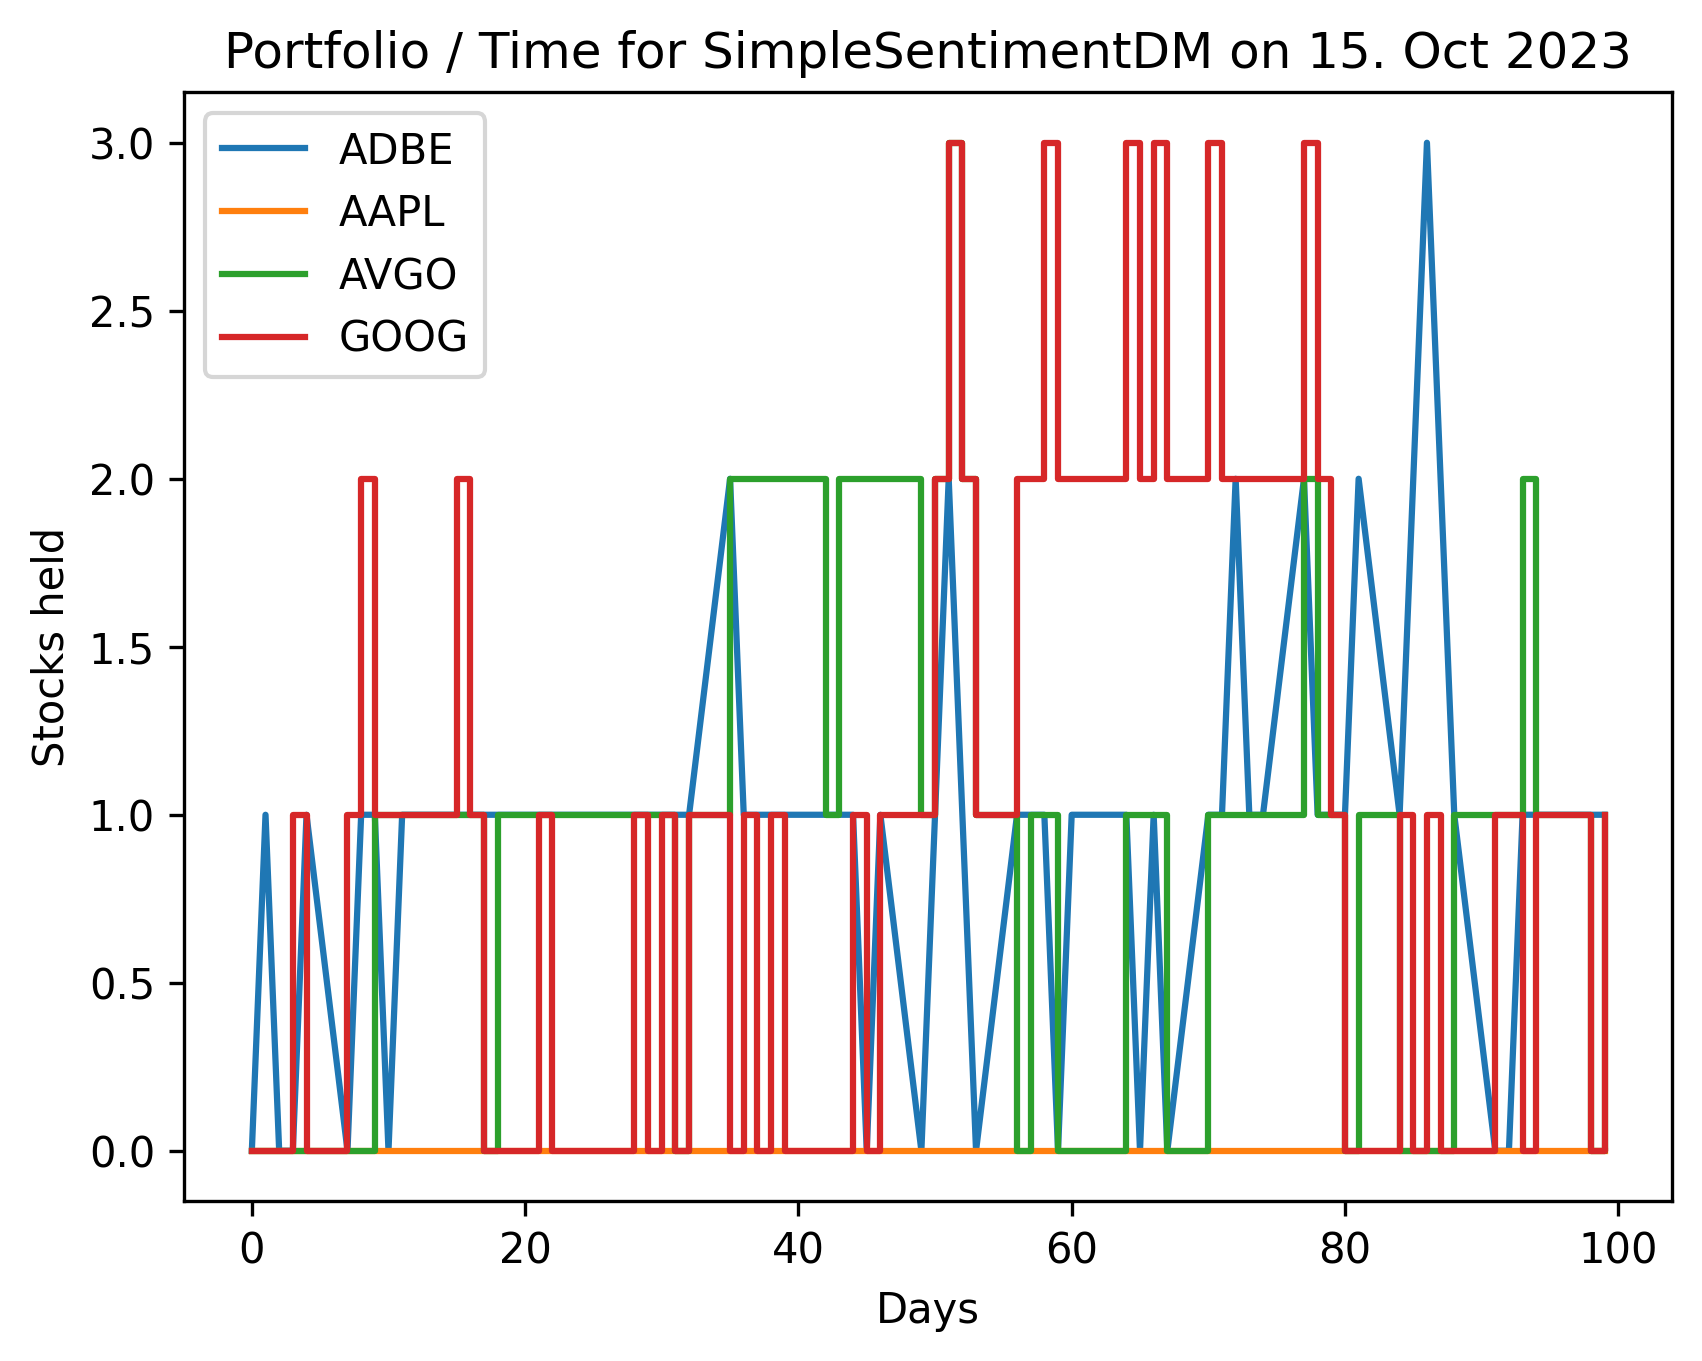 Portfolio / Time for SimpleSentimentDM on 15. Oct 2023
ADBE
AAPL
AVGO
GOOG
3.0
2.5
2.0
1.5
1.0
0.5
0.0
Stocks held
0 20 40 60 80 100
Days